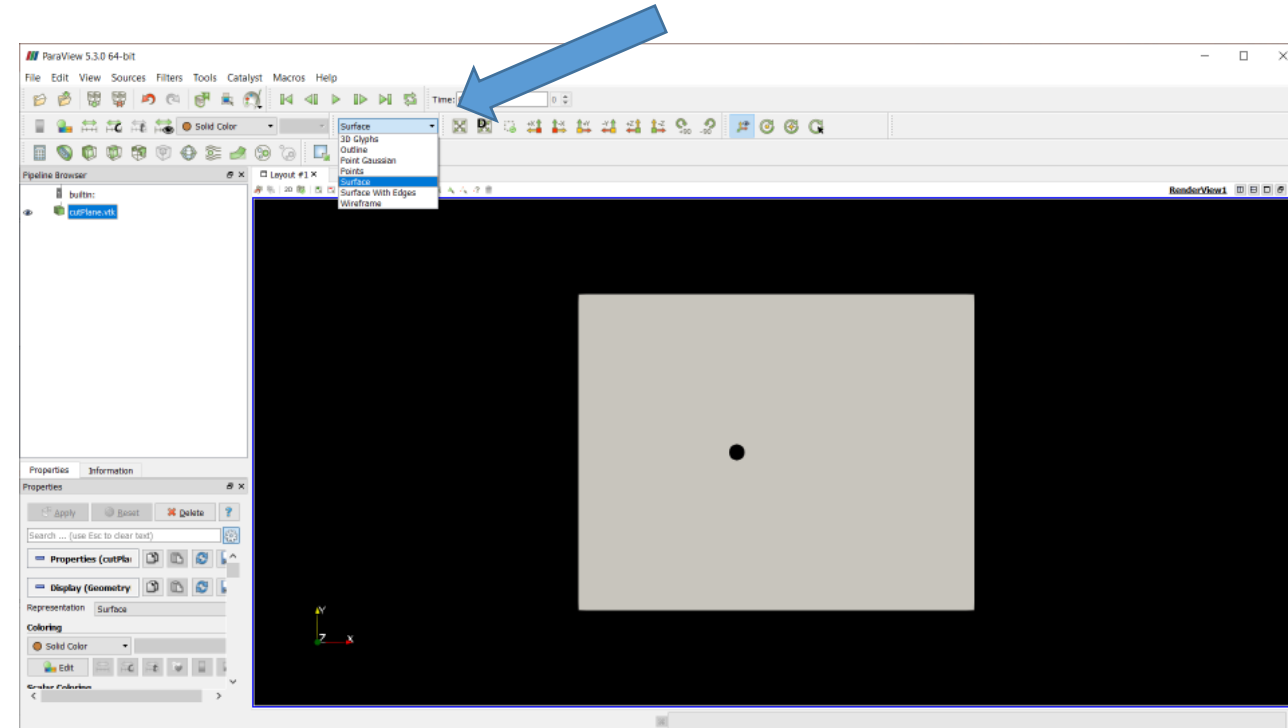 ParaView 5.3.0 64-bit
File Edit View Sources Filters Tools Catalyst Macros Help
Time: 0
Solid Color Surface
3D Glyphs
Outline
Point Gaussian
Points
Surface
Surface With Edges
Wireframe
Pipeline Browser
Layout #1
2D
RenderView1
builtin:
cutPlane.vtk
Properties Information
Properties
Apply Reset Delete ?
Search ... (use Esc to clear text)
Properties (cutPla
Display (Geometry
Representation Surface
Coloring
Solid Color
Edit
Scalar Coloring
Y
Z X